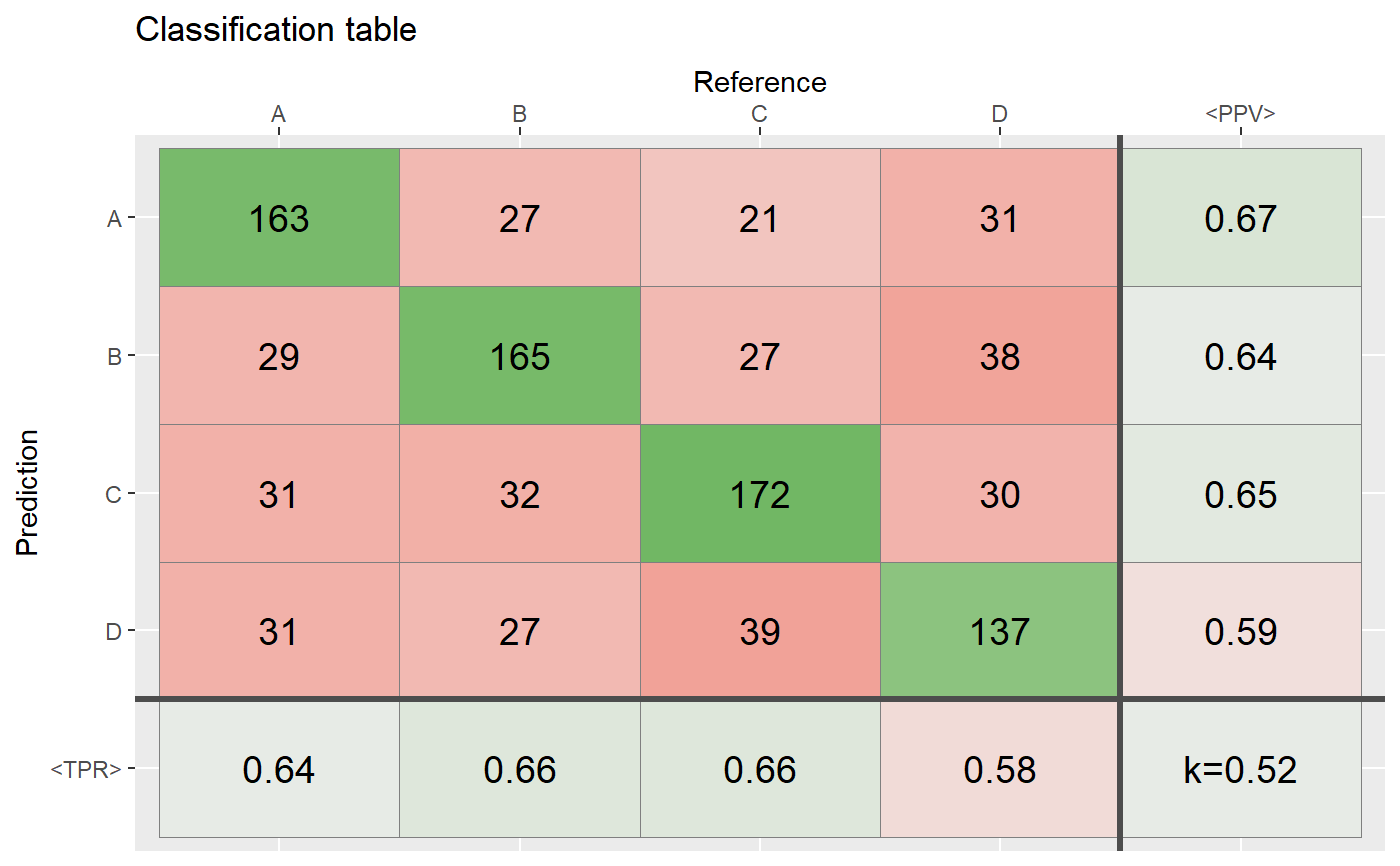 Classification table
Reference
A B C D <PPV>
A 163 27 21 31 0.67
B 29 165 27 38 0.64
Prediction
C 31 32 172 30 0.65
D 31 27 39 137 0.59
<TPR> 0.64 0.66 0.66 0.58 k=0.52